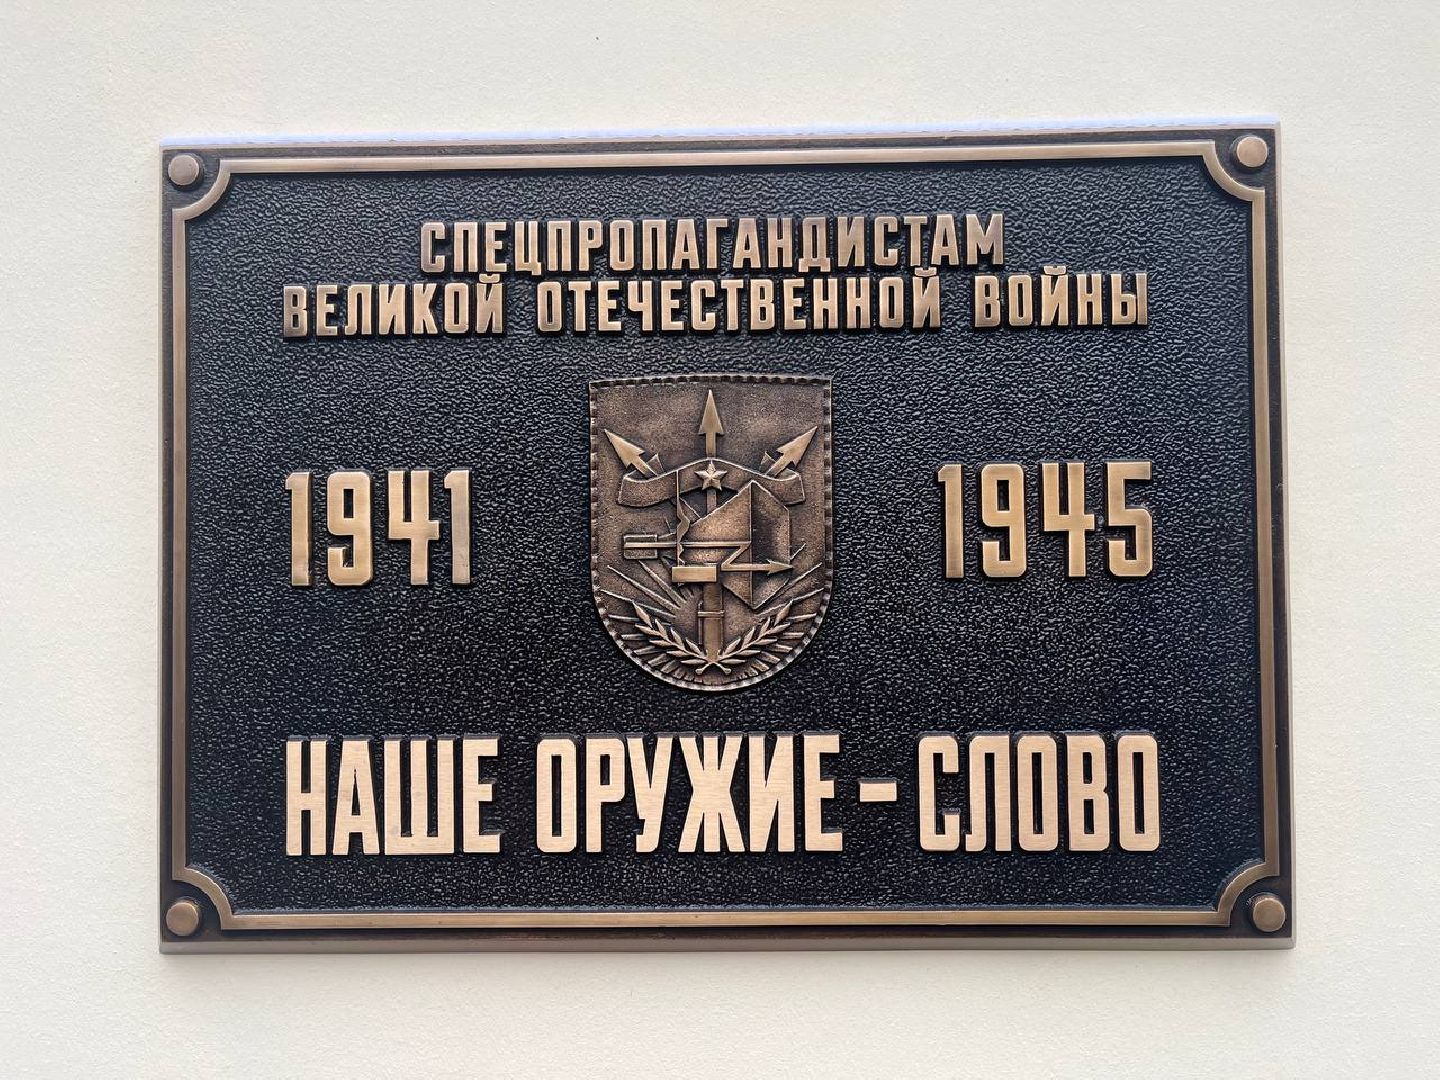 СПЕЦПРОПАГАНДИСТАМ
ВЕЛИКОЙ ОТЕЧЕСТВЕННОЙ ВОЙНЫ
1941 1945
НАШЕ ОРУЖИЕ - СЛОВО